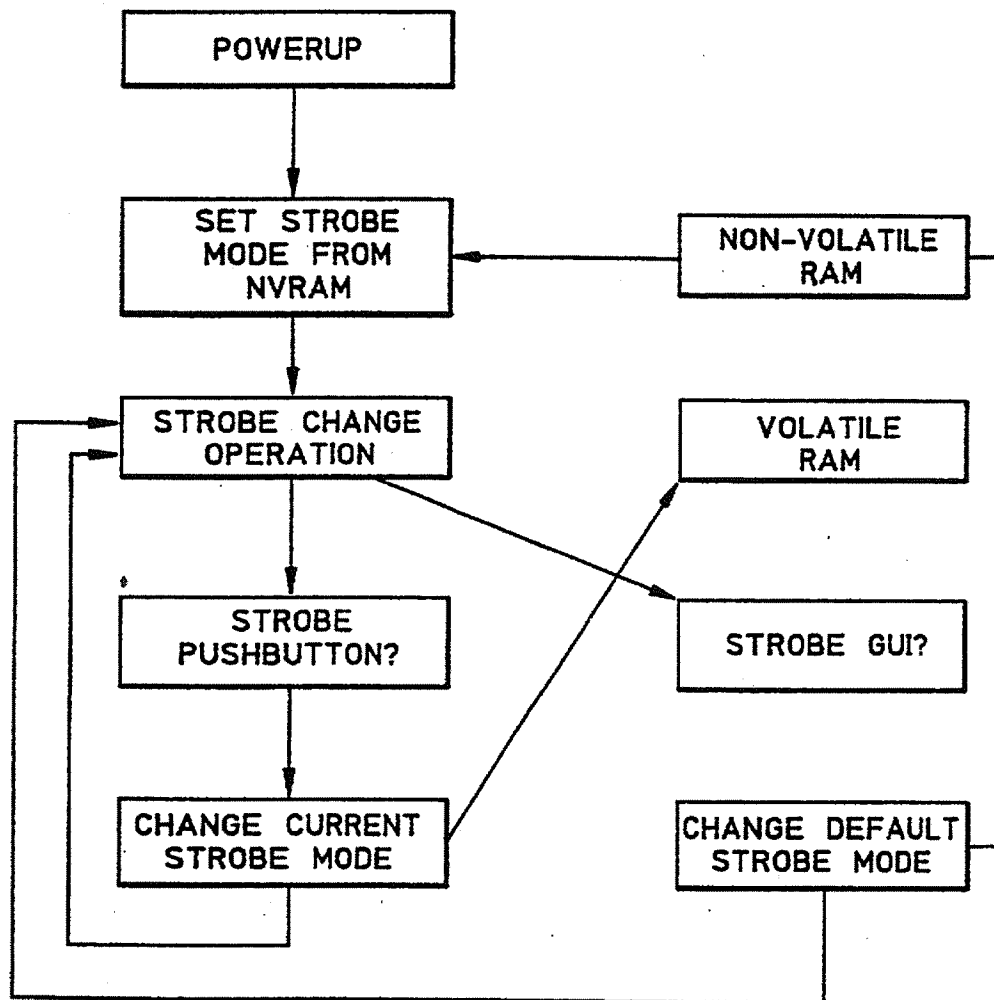 POWERUP
SET STROBE
MODE FROM
NVRAM
NON-VOLATILE
RAM
STROBE CHANGE
OPERATION
VOLATILE
RAM
STROBE
PUSHBUTTON?
STROBE GUI?
CHANGE CURRENT
STROBE MODE
CHANGE DEFAULT
STROBE MODE